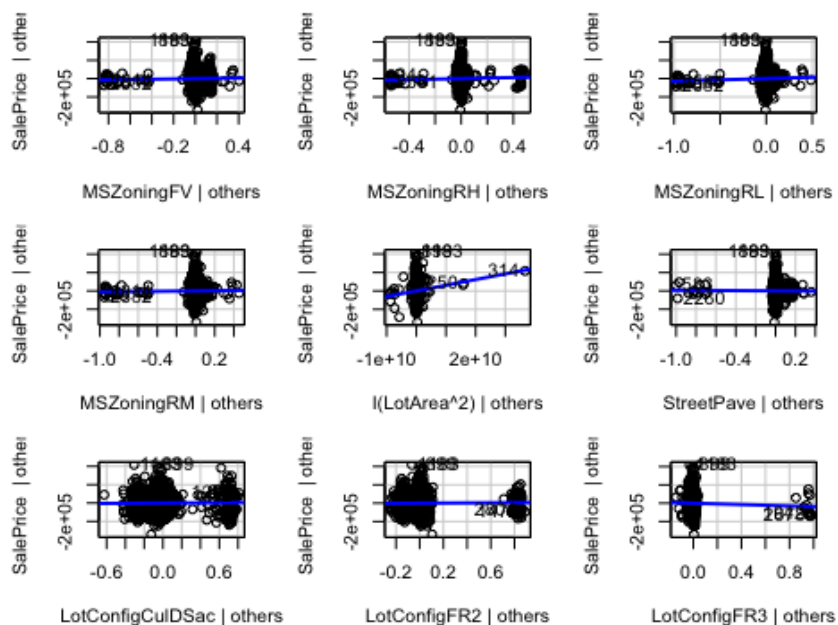 SalePrice | other
-2e+05
-0.8 -0.2 0.4
MSZoningFV | others
SalePrice | other
-2e+05
-0.4 0.0 0.4
MSZoningRH | others
SalePrice | other
-2e+05
-1.0 0.0 0.5
MSZoningRL | others
SalePrice | other
-2e+05
-1.0 -0.4 0.2
MSZoningRM | others
SalePrice | other
-2e+05
314
-1e+10 2e+10
I(LotArea^2) | others
SalePrice | other
-2e+05
2260
-1.0 -0.4 0.2
StreetPave | others
SalePrice | other
-2e+05
-0.6 0.0 0.6
LotConfigCulDSac | others
SalePrice | other
-2e+05
-0.2 0.2 0.6
LotConfigFR2 | others
SalePrice | other
-2e+05
0.0 0.4 0.8
LotConfigFR3 | others